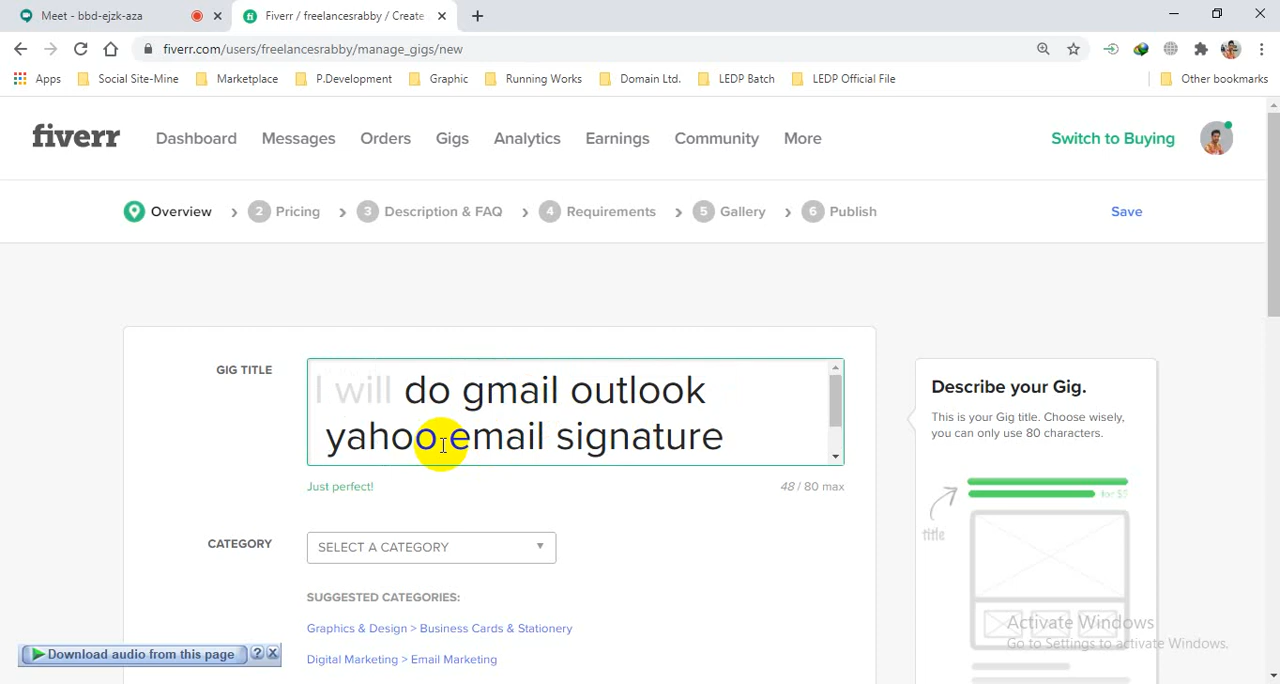 Meet - bbd-ejzk-aza
Fiverr / freelancesrabby / Create
fiverr.com/users/freelancesrabby/manage_gigs/new
Apps Social Site-Mine Marketplace P.Development Graphic Running Works Domain Ltd. LEDP Batch LEDP Official File Other bookmarks
fiverr Dashboard Messages Orders Gigs Analytics Earnings Community More Switch to Buying
Overview 2 Pricing 3 Description & FAQ 4 Requirements 5 Gallery 6 Publish Save
GIG TITLE
I will do gmail outlook
yahoo email signature
Just perfect! 48 / 80 max
CATEGORY
SELECT A CATEGORY
SUGGESTED CATEGORIES:
Graphics & Design > Business Cards & Stationery
Digital Marketing > Email Marketing
Describe your Gig.
This is your Gig title. Choose wisely,
you can only use 80 characters.
for $5
title
Activate Windows
Go to Settings to activate Windows.
Download audio from this page ? X